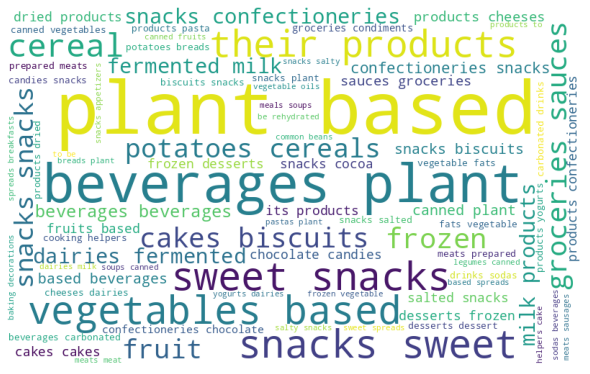 dried products
snacks confectioneries
products cheeses
canned vegetables
products pasta
canned fruits
groceries condiments
products to
cereal
their products
potatoes breads
prepared meats
fermented milk
snacks salty
confectioneries snacks
candies snacks
biscuits snacks
snacks plant
vegetable oils
sauces groceries
snacks appetizers
carbonated drinks
groceries sauces
products confectioneries
plant based
meals soups
be rehydrated
snacks snacks
products dried
spreads breakfasts
to be
common beans
potatoes cereals
snacks biscuits
breads plant
frozen desserts
snacks cocoa
vegetable fats
beverages plant
milk products
products yogurts
beverages beverages
its products
canned plant
fruits based
pastas plant
snacks salted
fats vegetable
cooking helpers
cakes biscuits
frozen
dairies fermented
chocolate candies
meats prepared
dairies milk
soups canned
legumes canned
based beverages
sweet snacks
drinks sodas
based spreads
cheeses dairies
yogurts dairies
frozen vegetable
salted snacks
baking decorations
vegetables based
desserts frozen
confectioneries chocolate
salty snacks
sweet spreads
desserts dessert
beverages carbonated
cakes cakes
fruit
snacks sweet
meats meat
helpers cake
sodas beverages
meats sausages